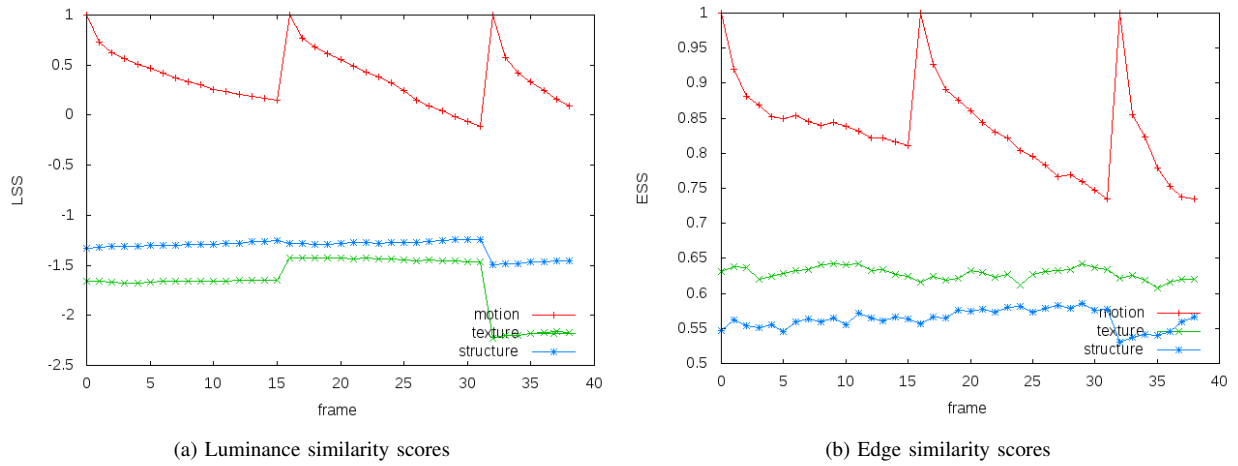 1
0.5
0
-0.5
-1
-1.5
-2
-2.5
LSS
motion
texture
structure
0 5 10 15 20 25 30 35 40
frame
(a) Luminance similarity scores
1
0.95
0.9
0.85
0.8
0.75
0.7
0.65
0.6
0.55
0.5
ESS
motion
texture
structure
0 5 10 15 20 25 30 35 40
frame
(b) Edge similarity scores